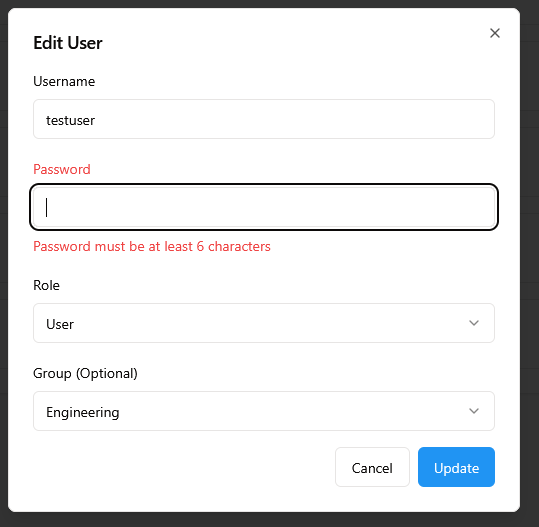 Edit User
Username
testuser
Password
Password must be at least 6 characters
Role
User
Group (Optional)
Engineering
Cancel
Update